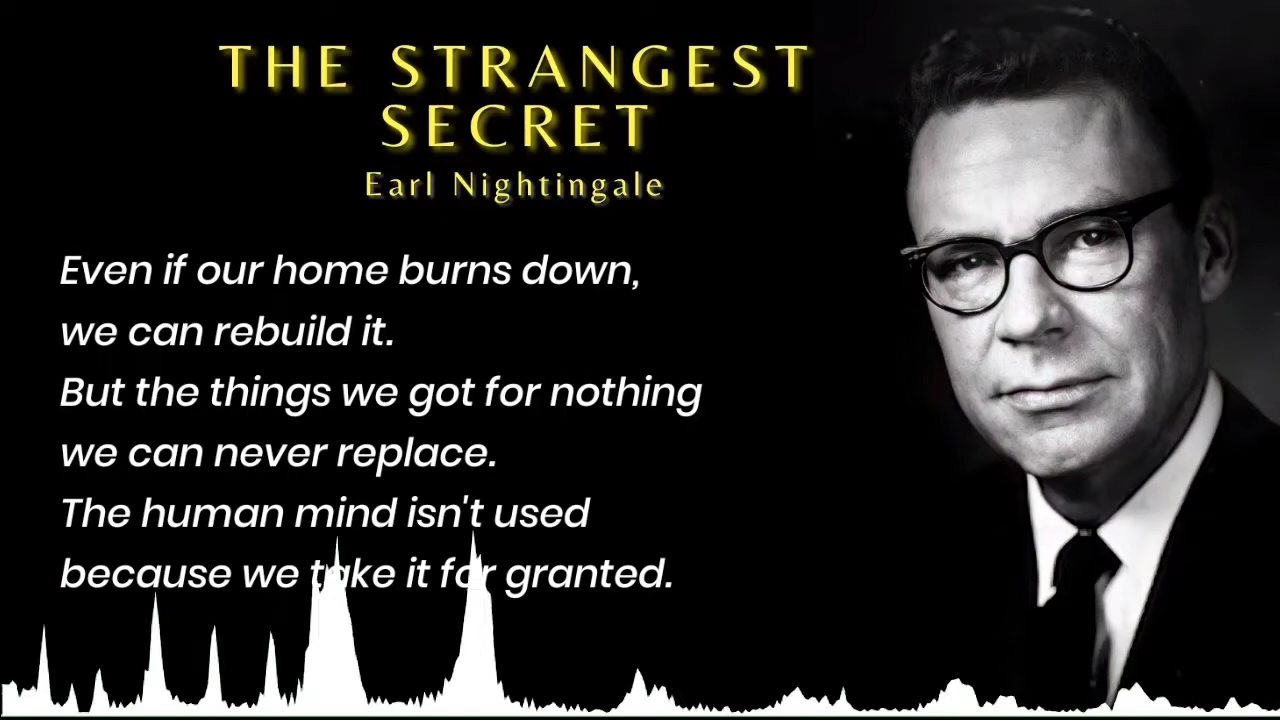 THE STRANGEST
SECRET
Earl Nightingale
Even if our home burns down,
we can rebuild it.
But the things we got for nothing
we can never replace.
The human mind isn't used
because we take it for granted.